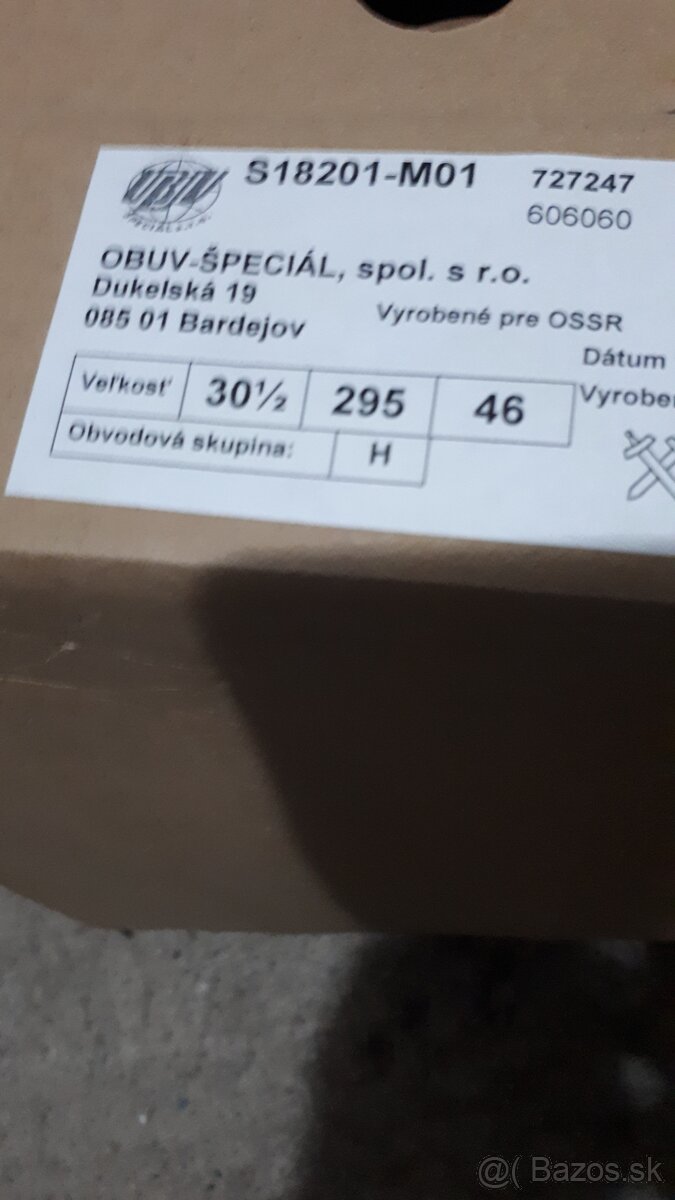 S18201-M01 727247
606060
OBUV-ŠPECIÁL, spol. s r.o.
Dukelská 19
085 01 Bardejov
Vyrobené pre OSSR
Dátum
Vyrobe
Veľkosť 30½ 295 46
Obvodová skupina: H
@( Bazos.sk